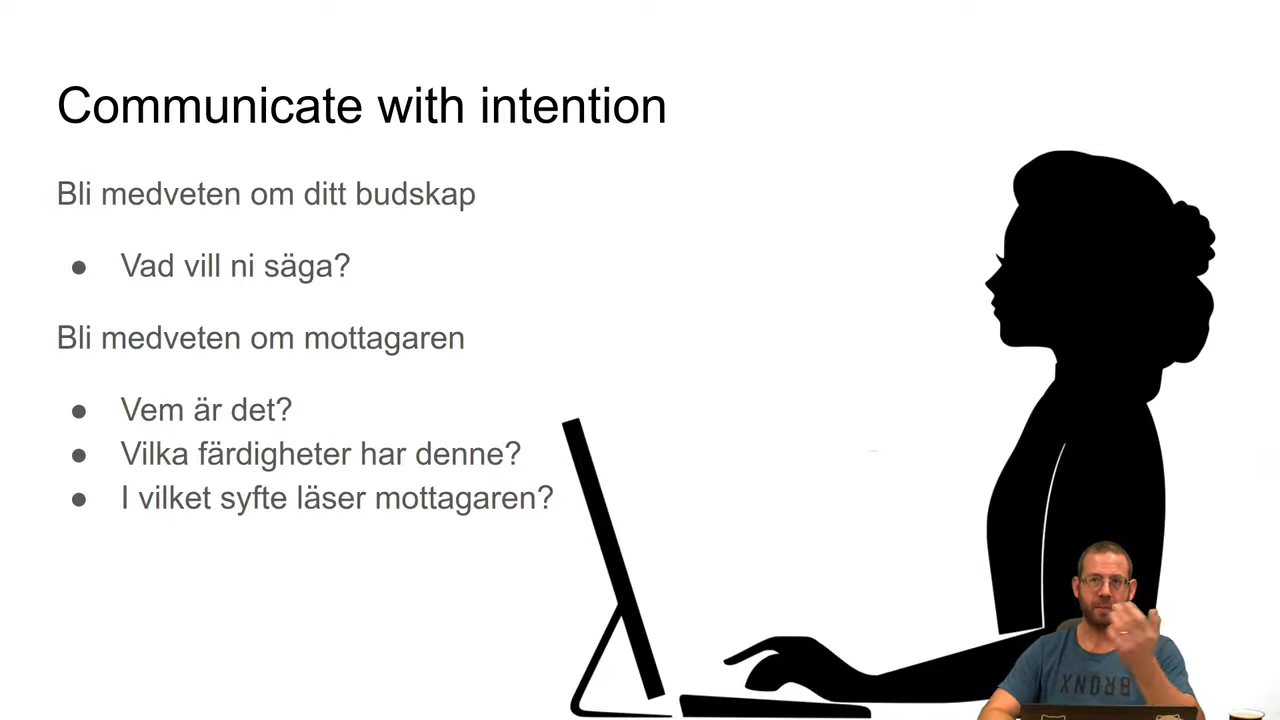 Communicate with intention
Bli medveten om ditt budskap
● Vad vill ni säga?
Bli medveten om mottagaren
● Vem är det?
● Vilka färdigheter har denne?
● I vilket syfte läser mottagaren?
BRONX